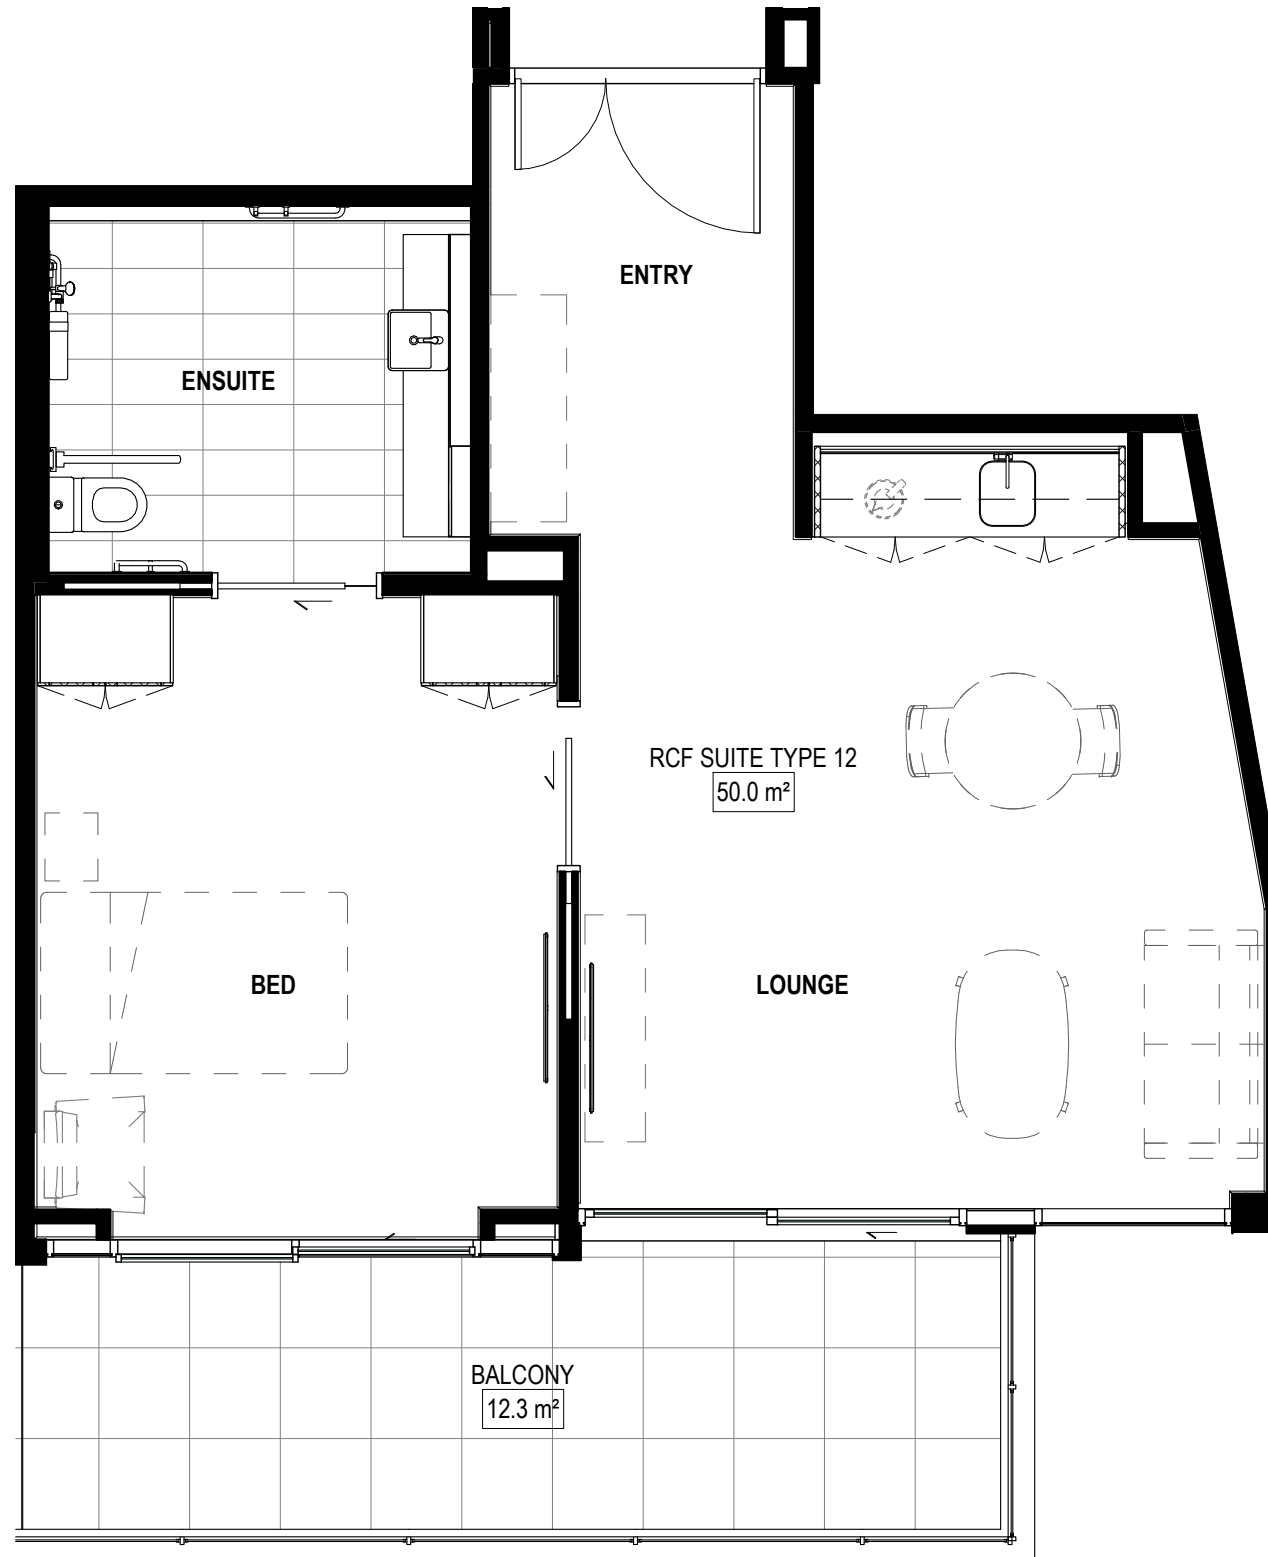 ENTRY
ENSUITE
RCF SUITE TYPE 12
50.0 m²
BED
LOUNGE
BALCONY
12.3 m²